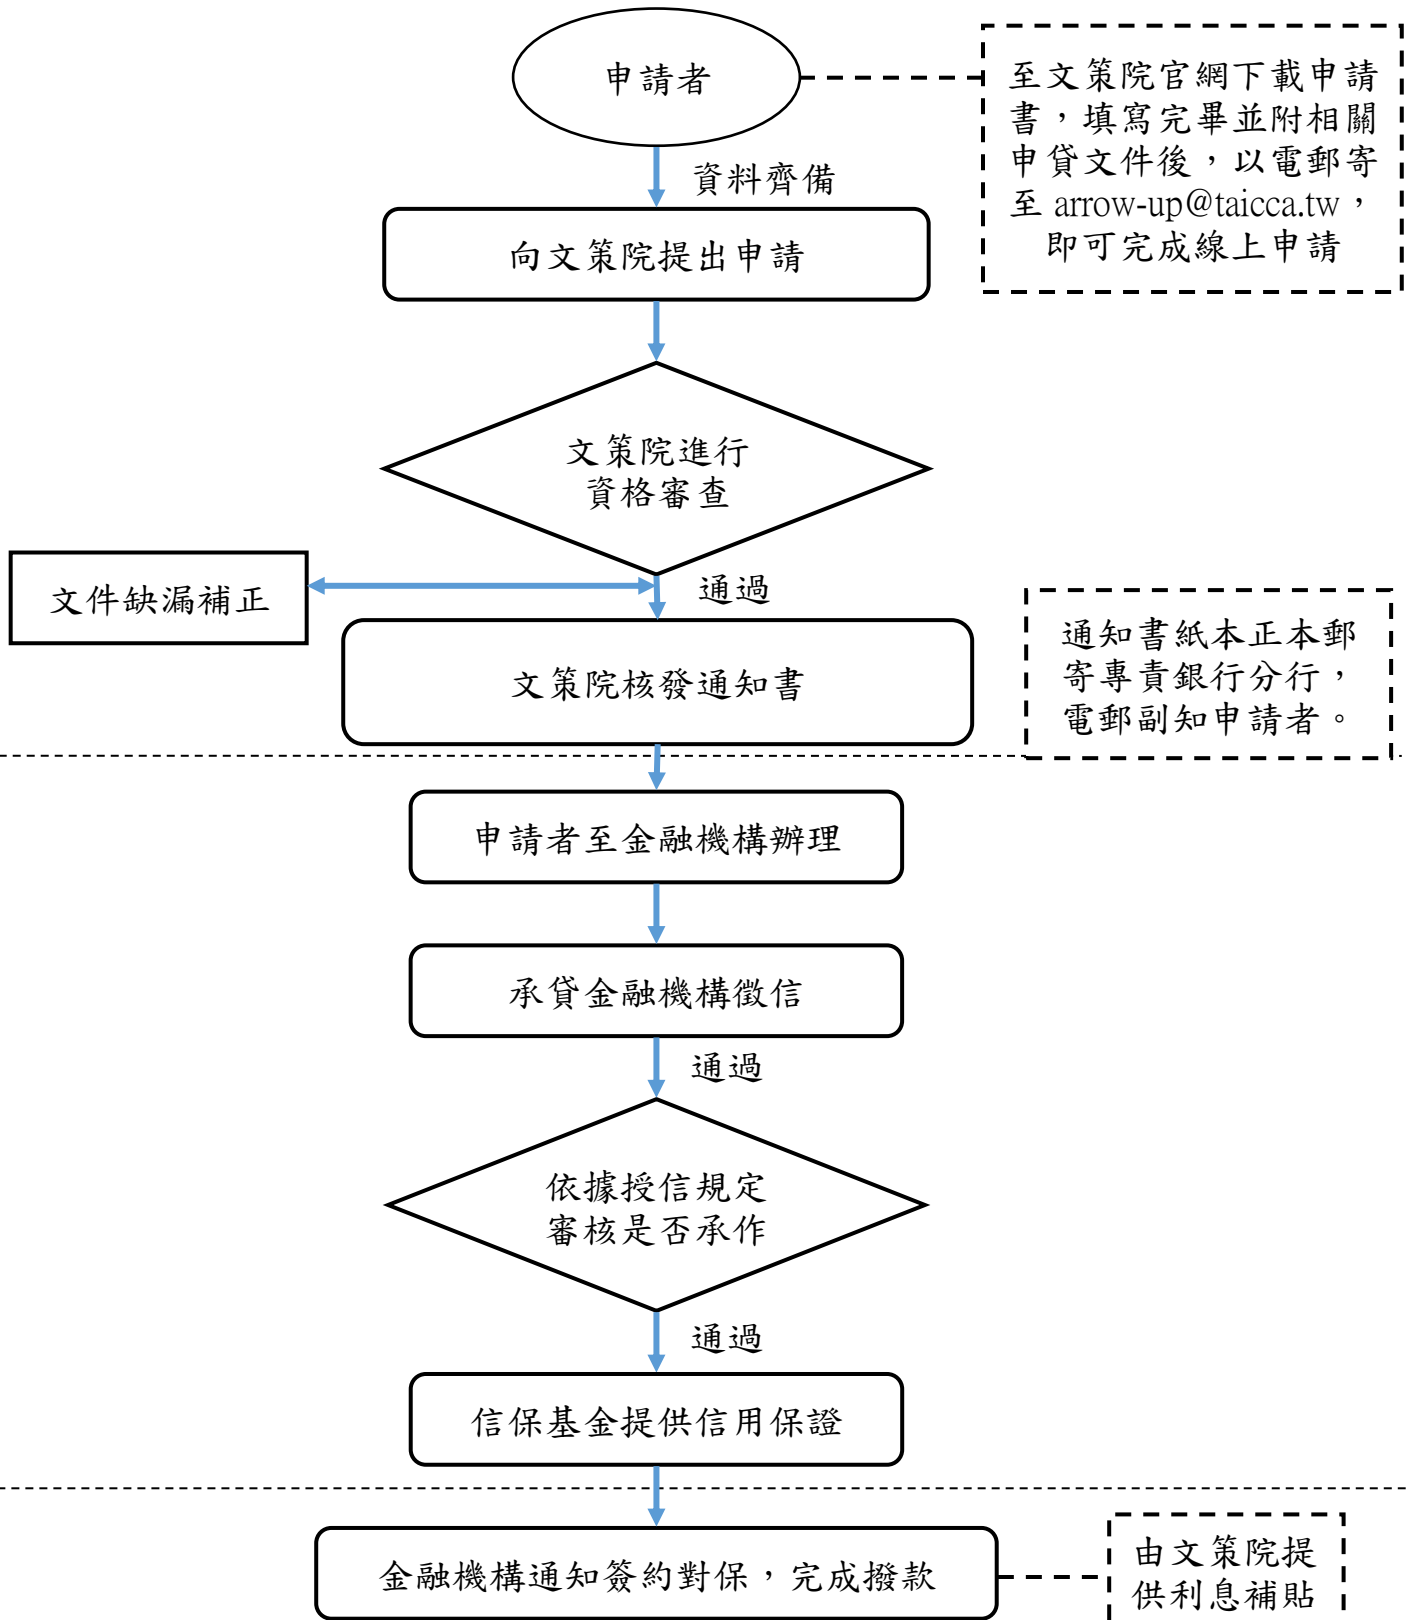 申請者
至文策院官網下載申請
書，填寫完畢並附相關
申貸文件後，以電郵寄
至 arrow-up@taicca.tw，
即可完成線上申請
資料齊備
向文策院提出申請
文策院進行
資格審查
文件缺漏補正
通過
文策院核發通知書
通知書紙本正本郵
寄專責銀行分行，
電郵副知申請者。
申請者至金融機構辦理
承貸金融機構徵信
通過
依據授信規定
審核是否承作
通過
信保基金提供信用保證
金融機構通知簽約對保，完成撥款
由文策院提
供利息補貼